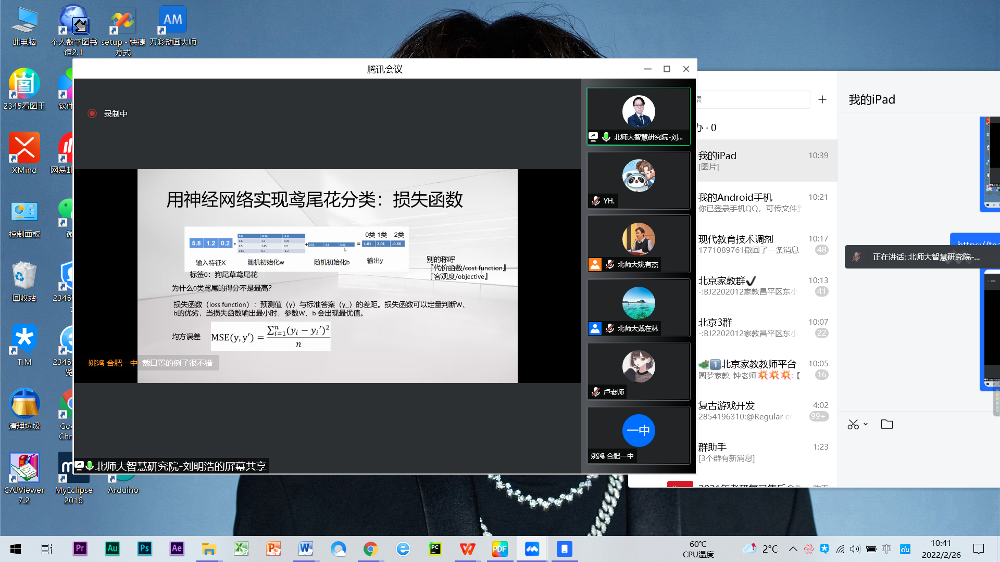 此电脑
个人数字图书
馆2.1
setup - 快捷
方式
AM
万彩动画大师
2345看图王
软件
XMind
网易邮
控制面板
微
回收站
2345
TIM
2345
览
清理垃圾
Goo
Chr
CAJViewer
7.2
MyEclipse
2016
Arduino
腾讯会议
录制中
用神经网络实现鸢尾花分类：损失函数
0类 1类 2类
5.8 1.2 0.2 * + = 1.01 2.01 -0.66
0.8 -0.34 -1.4
0.6 1.3 0.25
0.5 1.45 0.9
0.65 0.7 -1.2
2.52 -3.1 5.62
输入特征X
随机初始化w
随机初始化b
输出y
标签0：狗尾草鸢尾花
别的称呼
『代价函数/cost function』
『客观度/objective』
为什么0类鸢尾的得分不是最高？
损失函数（loss function）：预测值（y）与标准答案（y_）的差距。损失函数可以定量判断W、
b的优劣，当损失函数输出最小时，参数W、b 会出现最优值。
均方误差
MSE(y, y′) = ∑ⁿᵢ₌₁(yᵢ − yᵢ′)² / n
姚鸿 合肥一中: 戴口罩的例子很不错
北师大智慧研究院-刘明浩的屏幕共享
北师大智慧研究院-刘...
YH.
北师大姚有杰
北师大戴在林
卢老师
一中
姚鸿 合肥一中
索
办 · 0
我的iPad 10:39
[图片]
我的Android手机 10:21
你已登录手机QQ，可传文件到
现代教育技术调剂 10:17
1771089761撤回了一条消息 48
北京家教群✔ 10:13
-:BJ2202012家教昌平区东小 41
北京3群 10:07
-:BJ2202012家教昌平区东小 22
1北京家教教师平台 10:05
圆梦家教-钟老师💥💥💥:【 16
复古游戏开发 4:02
2854196310:@Regular cr 99+
群助手 1:23
[3个群有新消息]
我的iPad
正在讲话: 北师大智慧研究院-...
Pr
Au
Ps
Ae
PC
PDF
60℃
CPU温度
2°C
中
du
10:41
2022/2/26